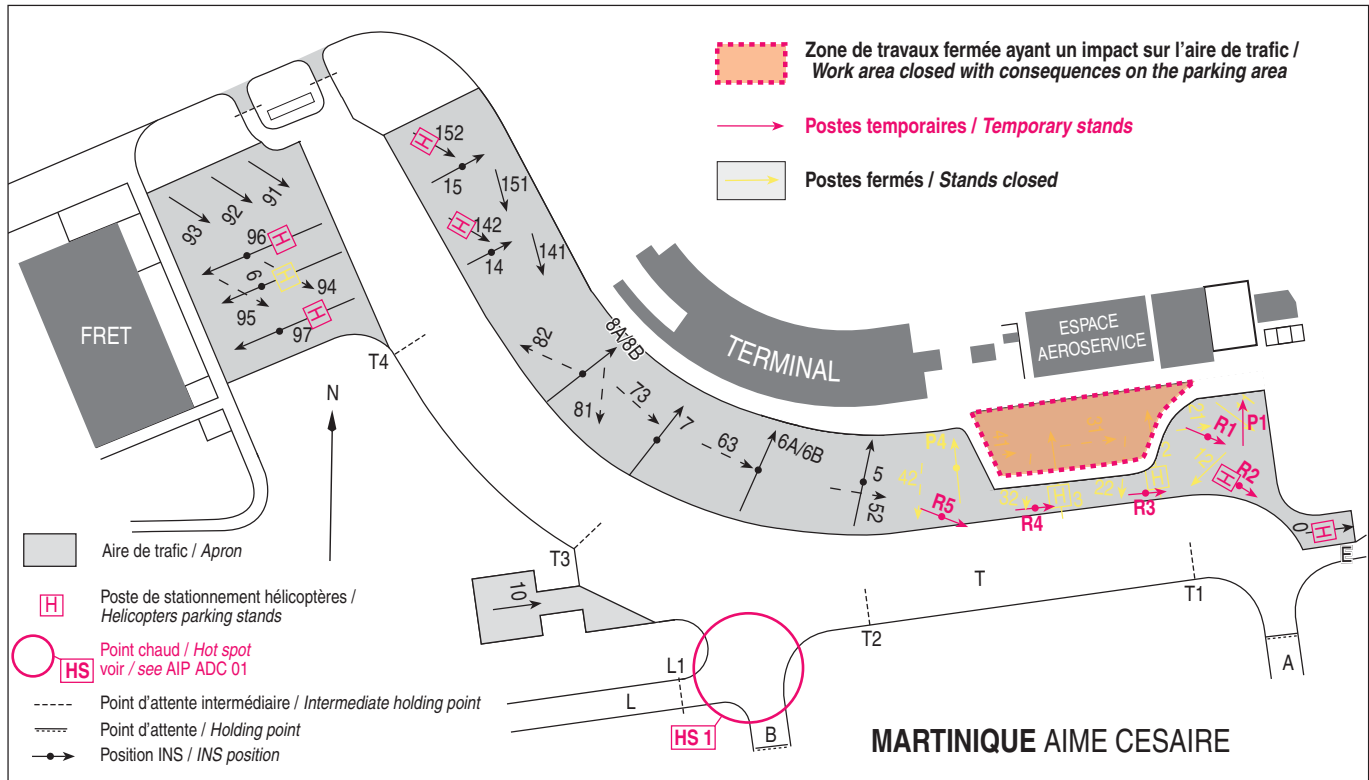 Zone de travaux fermée ayant un impact sur l'aire de trafic /
Work area closed with consequences on the parking area
Postes temporaires / Temporary stands
Postes fermés / Stands closed
152
15
151
142
14
141
H
H
91
92
93
96
H
6
H
94
95
97
H
FRET
T4
N
82
8A/8B
81
73
7
63
6A/6B
5
52
TERMINAL
ESPACE
AEROSERVICE
P4
42
R5
41
31
32
H
3
R4
22
H
2
R3
21
R1
P1
12
H
R2
0
H
E
T3
10
T
T1
T2
A
L1
L
B
HS 1
Aire de trafic / Apron
H
Poste de stationnement hélicoptères /
Helicopters parking stands
HS
Point chaud / Hot spot
voir / see AIP ADC 01
Point d'attente intermédiaire / Intermediate holding point
Point d'attente / Holding point
Position INS / INS position
MARTINIQUE AIME CESAIRE